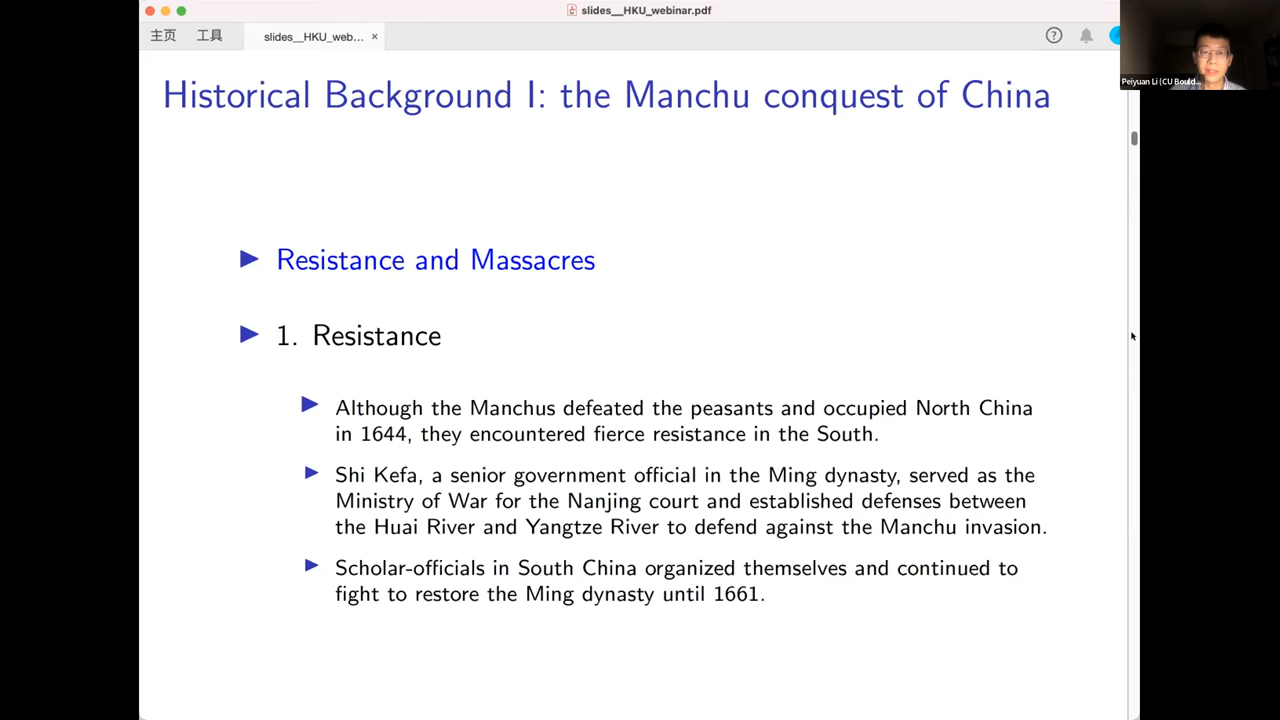 slides__HKU_webinar.pdf
主页 工具 slides__HKU_web... ×
Peiyuan Li (CU Bould...
Historical Background I: the Manchu conquest of China
Resistance and Massacres
1. Resistance
Although the Manchus defeated the peasants and occupied North China
in 1644, they encountered fierce resistance in the South.
Shi Kefa, a senior government official in the Ming dynasty, served as the
Ministry of War for the Nanjing court and established defenses between
the Huai River and Yangtze River to defend against the Manchu invasion.
Scholar-officials in South China organized themselves and continued to
fight to restore the Ming dynasty until 1661.